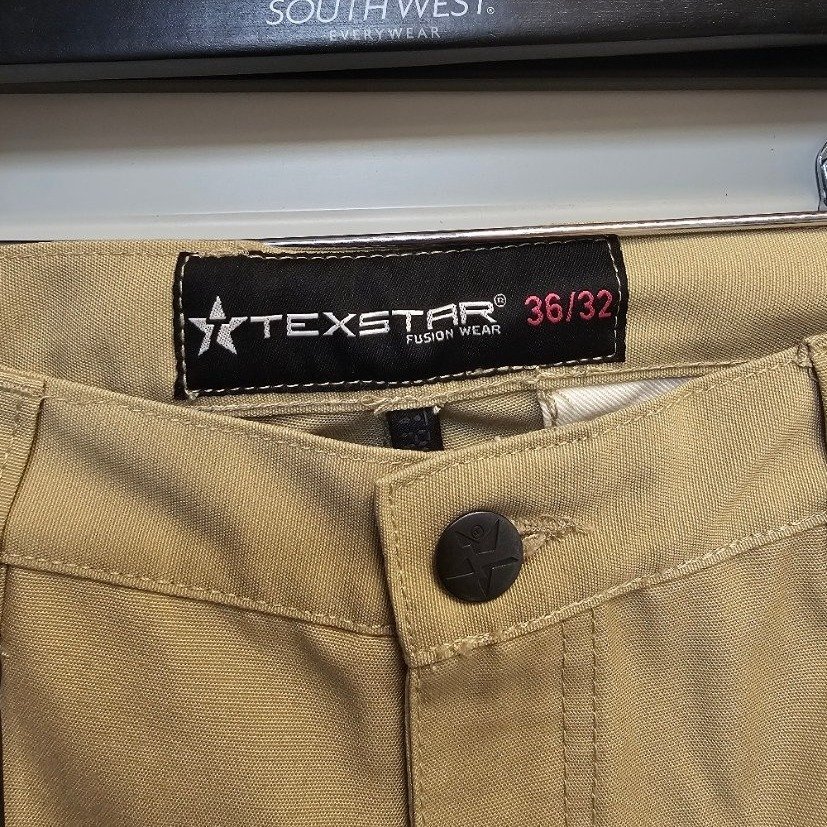 SOUTH WEST®
EVERYWEAR
TEXSTAR® 36/32
FUSION WEAR